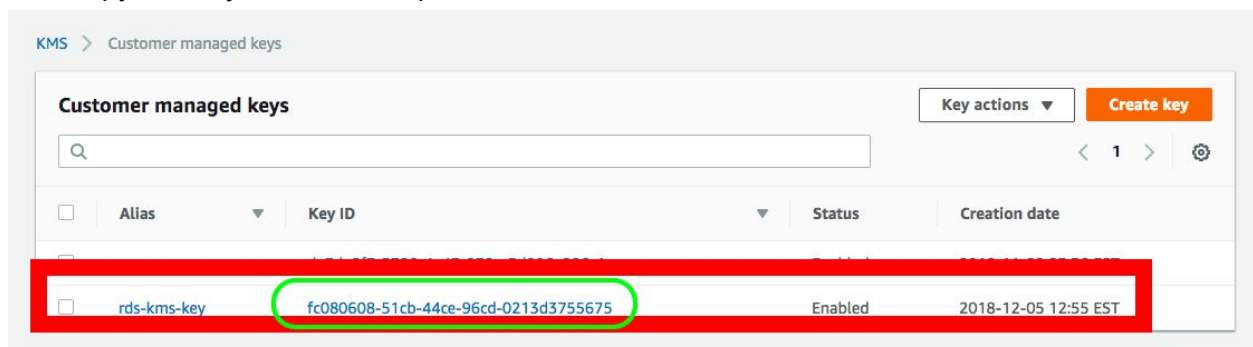 KMS > Customer managed keys
Customer managed keys
Key actions ▼
Create key
< 1 >
Alias
Key ID
Status
Creation date
rds-kms-key
fc080608-51cb-44ce-96cd-0213d3755675
Enabled
2018-12-05 12:55 EST